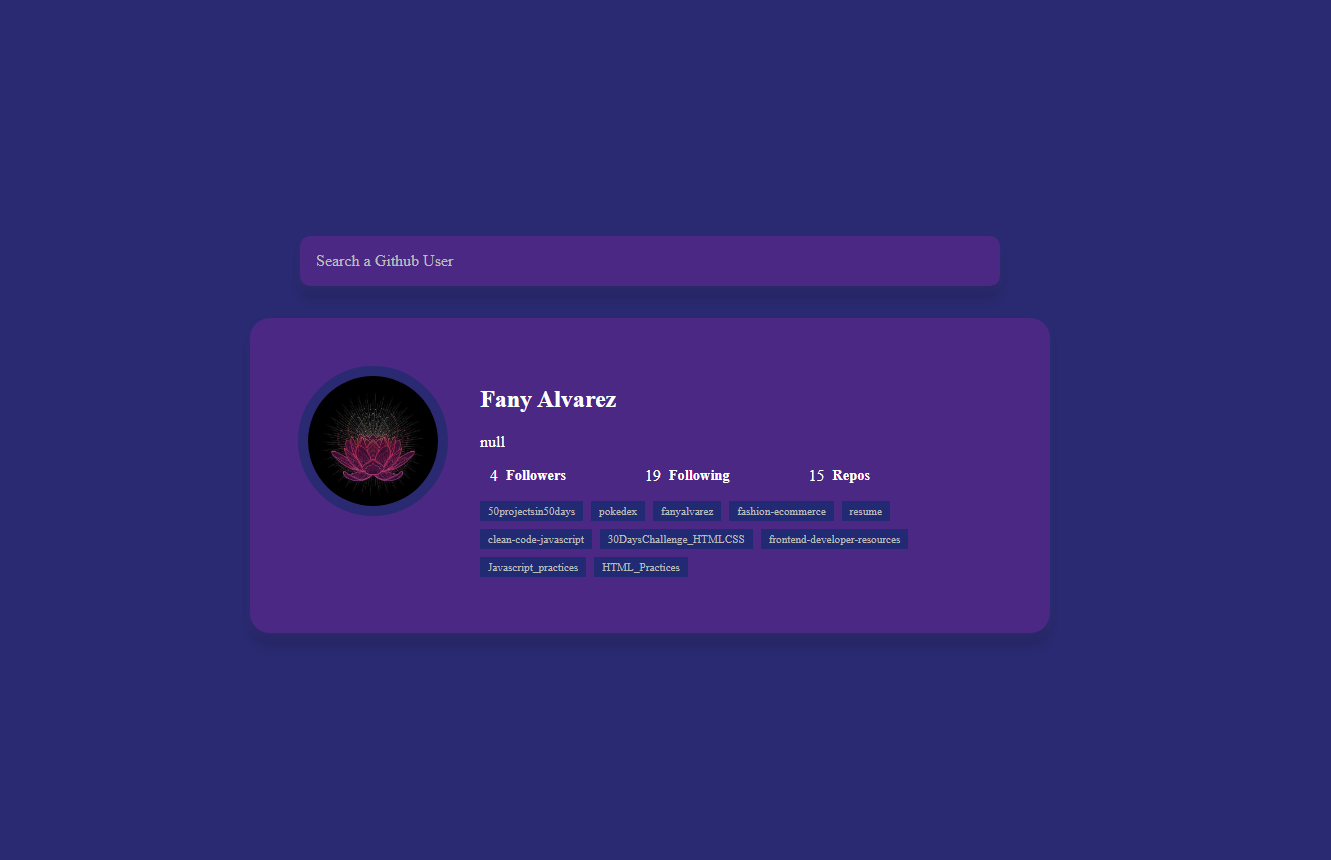 Search a Github User
Fany Alvarez
null
4 Followers 19 Following 15 Repos
50projectsin50days pokedex fanyalvarez fashion-ecommerce resume
clean-code-javascript 30DaysChallenge_HTMLCSS frontend-developer-resources
Javascript_practices HTML_Practices